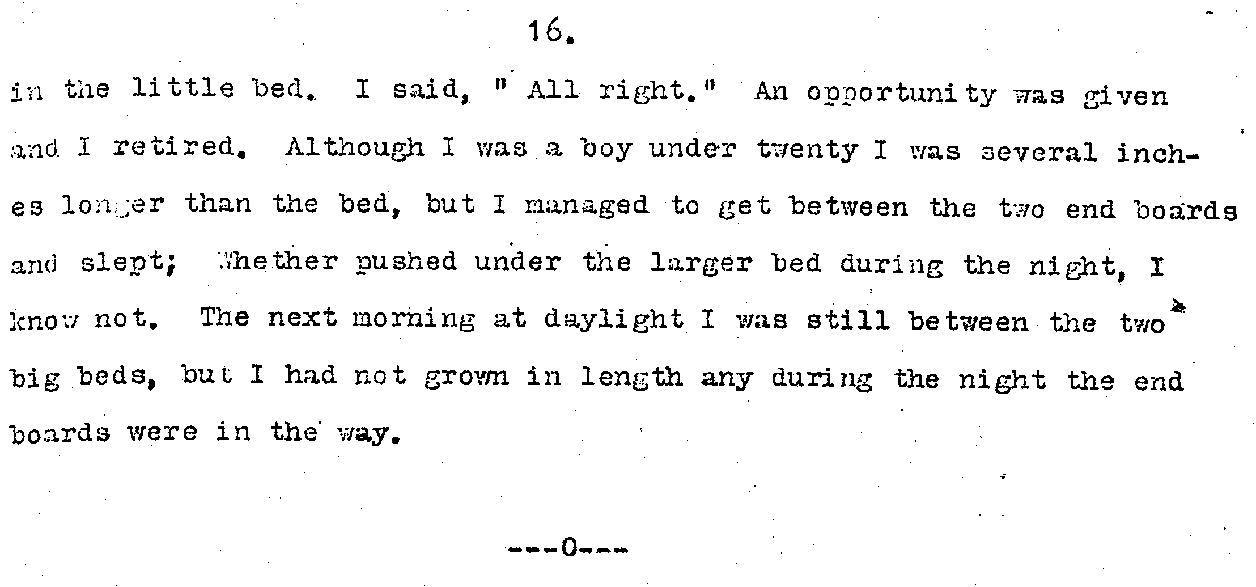 16.
in the little bed. I said, " All right." An opportunity was given
and I retired. Although I was a boy under twenty I was several inch-
es longer than the bed, but I managed to get between the two end boards
and slept; Whether pushed under the larger bed during the night, I
know not. The next morning at daylight I was still between the two
big beds, but I had not grown in length any during the night the end
boards were in the way.
---0---